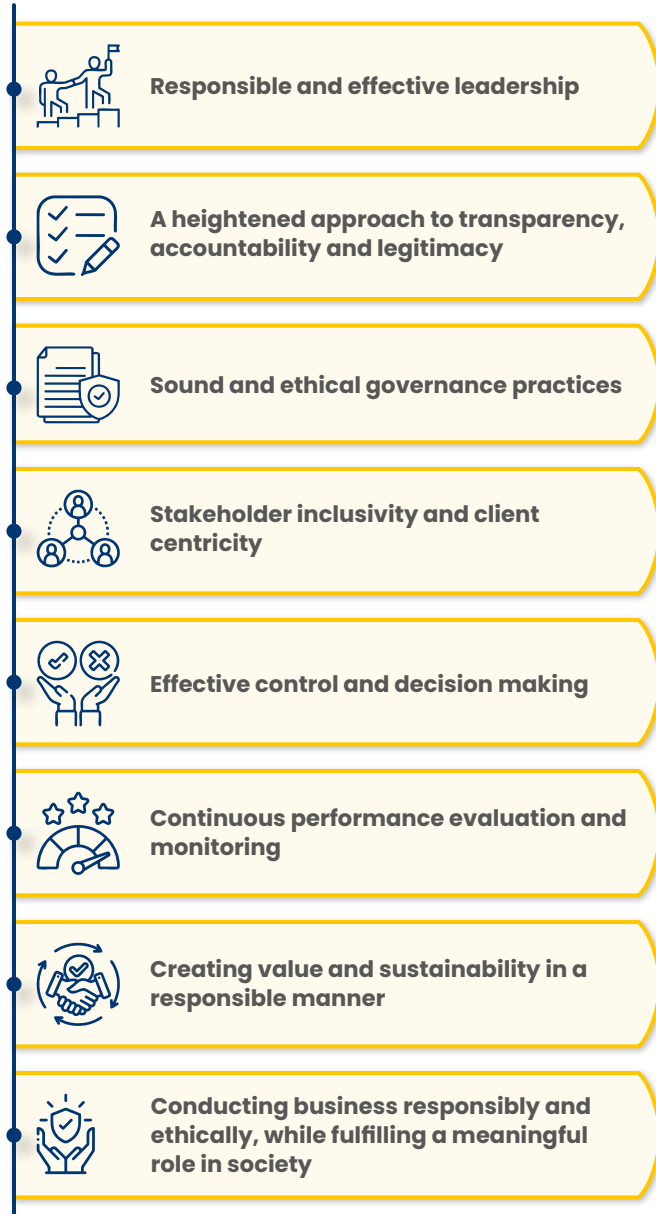 Responsible and effective leadership
A heightened approach to transparency,
accountability and legitimacy
Sound and ethical governance practices
Stakeholder inclusivity and client
centricity
Effective control and decision making
Continuous performance evaluation and
monitoring
Creating value and sustainability in a
responsible manner
Conducting business responsibly and
ethically, while fulfilling a meaningful
role in society